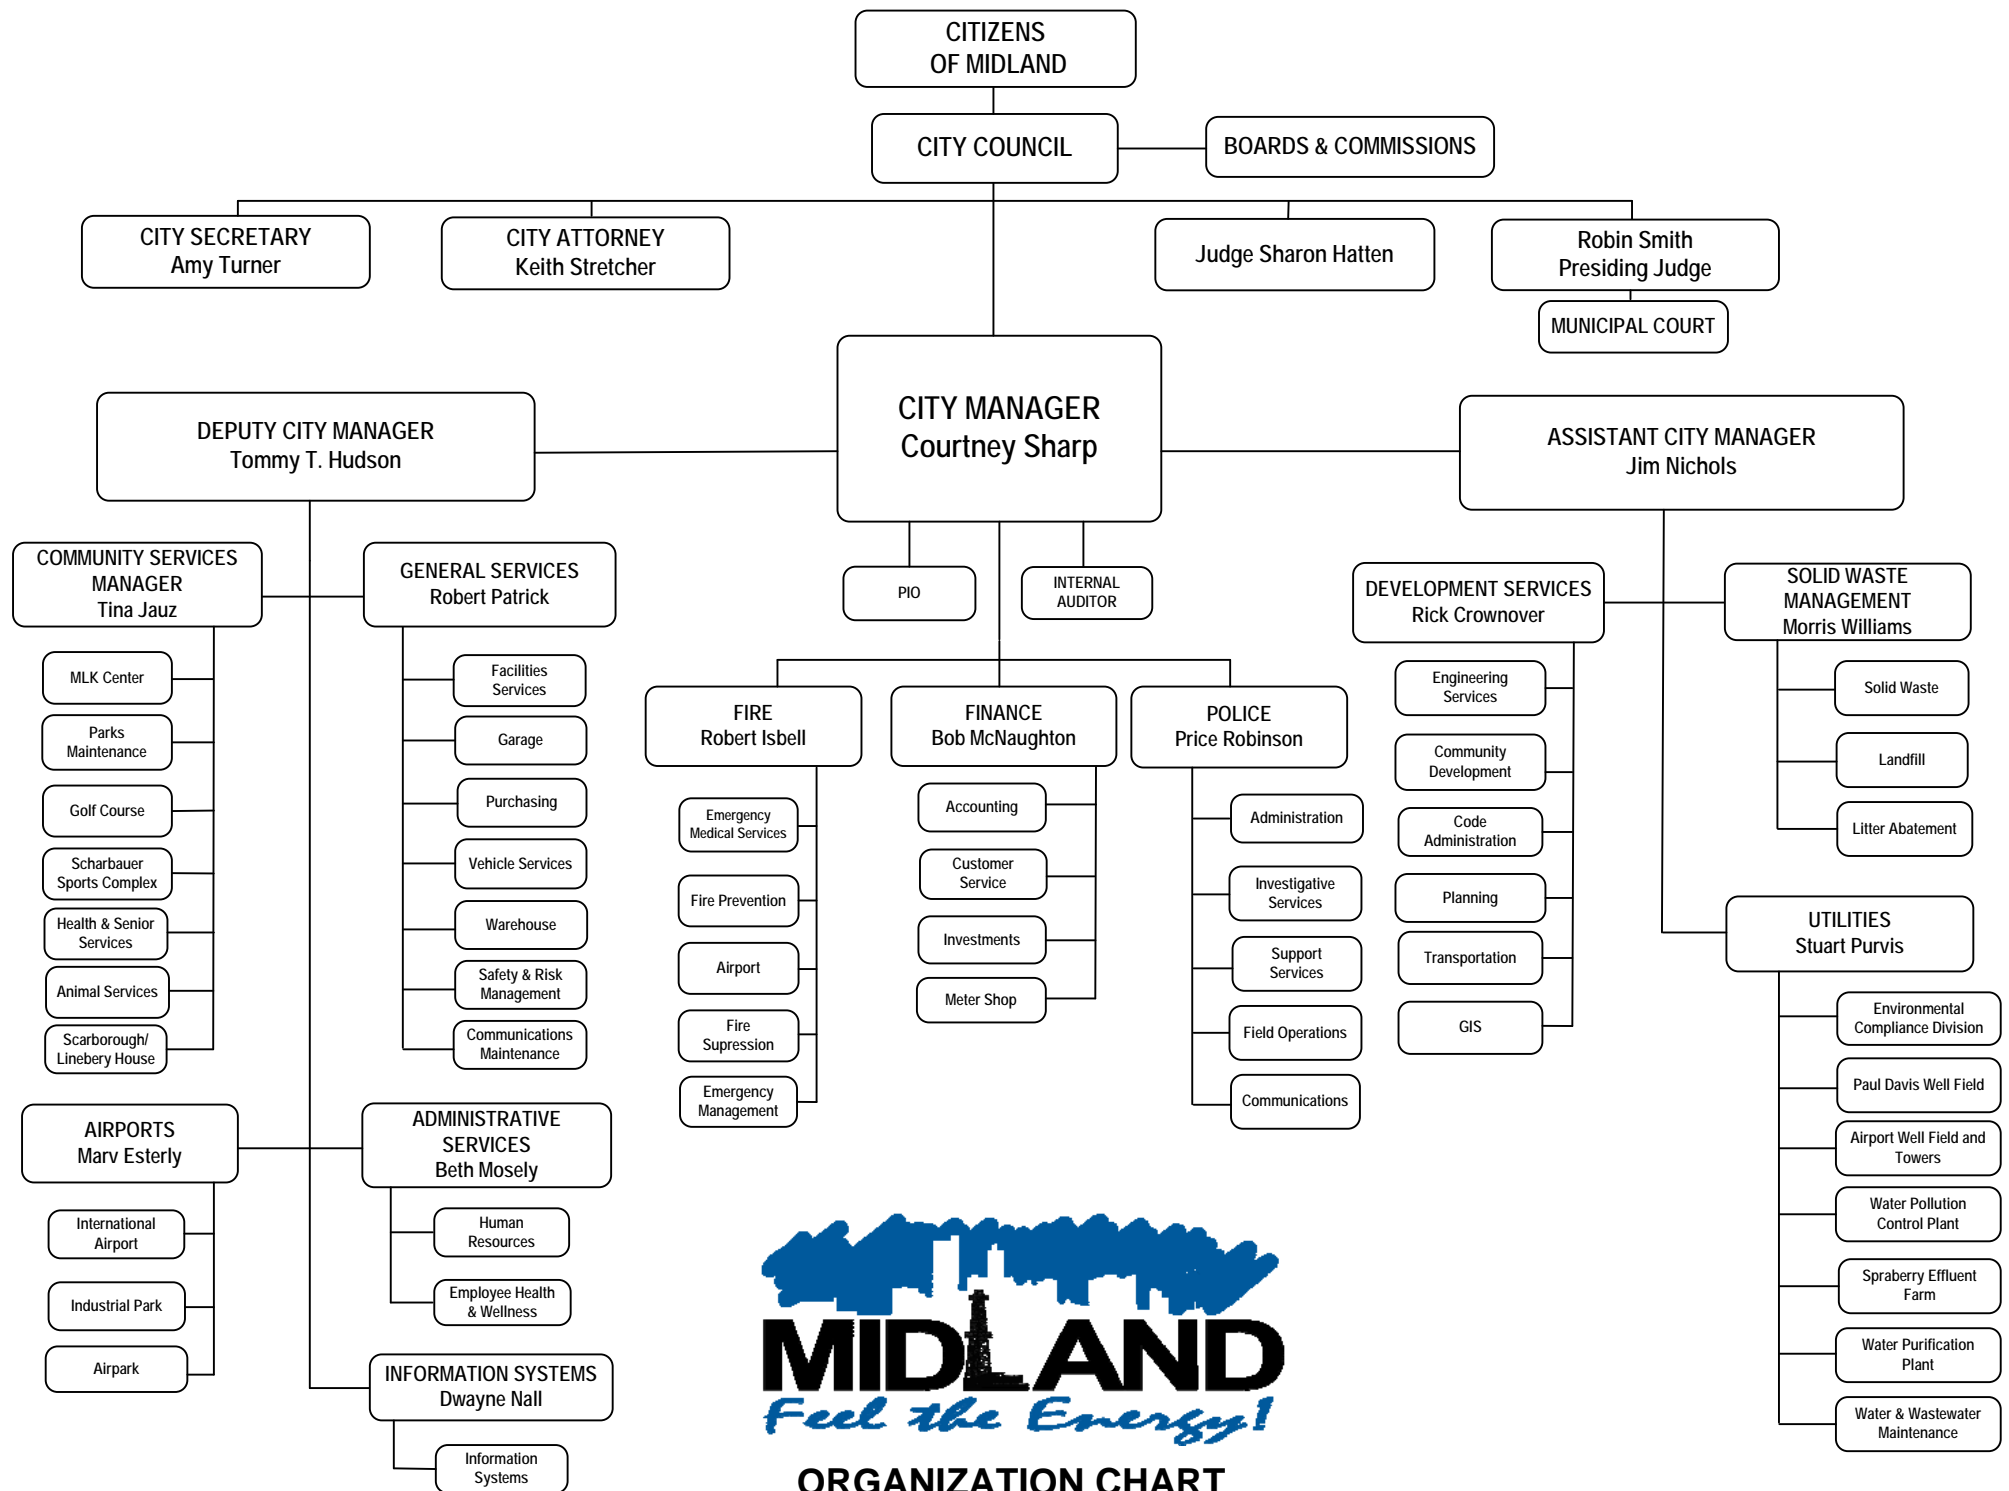 CITIZENS
OF MIDLAND
CITY COUNCIL
BOARDS & COMMISSIONS
CITY SECRETARY
Amy Turner
CITY ATTORNEY
Keith Stretcher
Judge Sharon Hatten
Robin Smith
Presiding Judge
MUNICIPAL COURT
CITY MANAGER
Courtney Sharp
DEPUTY CITY MANAGER
Tommy T. Hudson
ASSISTANT CITY MANAGER
Jim Nichols
PIO
INTERNAL
AUDITOR
COMMUNITY SERVICES
MANAGER
Tina Jauz
MLK Center
Parks
Maintenance
Golf Course
Scharbauer
Sports Complex
Health & Senior
Services
Animal Services
Scarborough/
Linebery House
GENERAL SERVICES
Robert Patrick
Facilities
Services
Garage
Purchasing
Vehicle Services
Warehouse
Safety & Risk
Management
Communications
Maintenance
AIRPORTS
Marv Esterly
International
Airport
Industrial Park
Airpark
ADMINISTRATIVE
SERVICES
Beth Mosely
Human
Resources
Employee Health
& Wellness
INFORMATION SYSTEMS
Dwayne Nall
Information
Systems
FIRE
Robert Isbell
Emergency
Medical Services
Fire Prevention
Airport
Fire
Supression
Emergency
Management
FINANCE
Bob McNaughton
Accounting
Customer
Service
Investments
Meter Shop
POLICE
Price Robinson
Administration
Investigative
Services
Support
Services
Field Operations
Communications
DEVELOPMENT SERVICES
Rick Crownover
Engineering
Services
Community
Development
Code
Administration
Planning
Transportation
GIS
SOLID WASTE
MANAGEMENT
Morris Williams
Solid Waste
Landfill
Litter Abatement
UTILITIES
Stuart Purvis
Environmental
Compliance Division
Paul Davis Well Field
Airport Well Field and
Towers
Water Pollution
Control Plant
Spraberry Effluent
Farm
Water Purification
Plant
Water & Wastewater
Maintenance
MIDLAND
Feel the Energy!
ORGANIZATION CHART